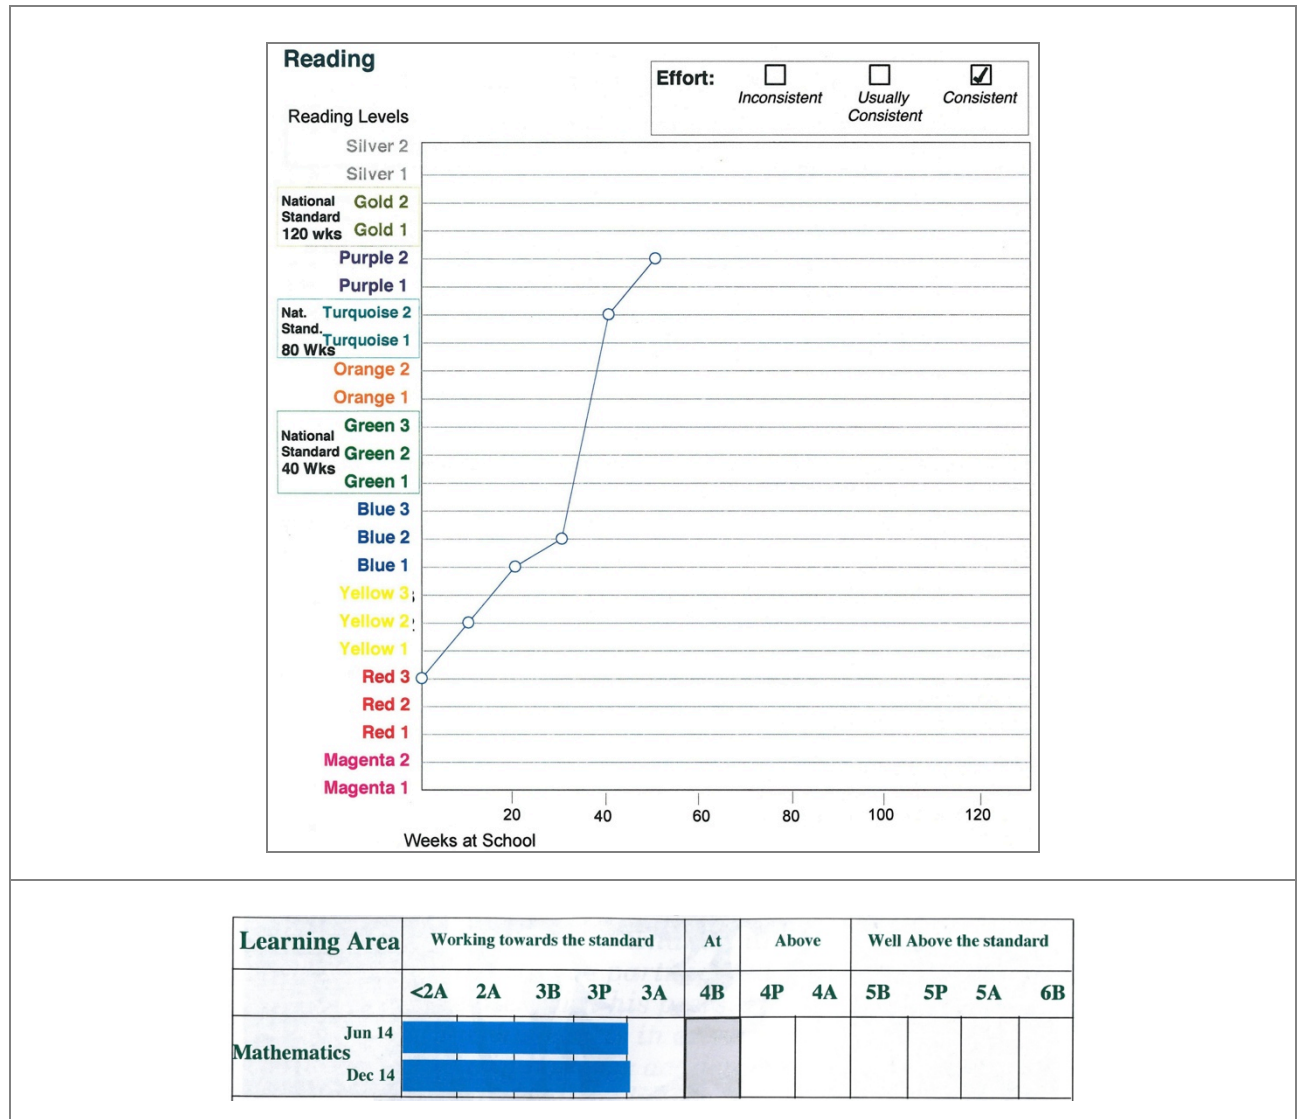 Reading
Effort:
Inconsistent
Usually
Consistent
Consistent
Reading Levels
Silver 2
Silver 1
National
Standard
120 wks
Gold 2
Gold 1
Purple 2
Purple 1
Nat.
Stand.
80 Wks
Turquoise 2
Turquoise 1
Orange 2
Orange 1
National
Standard
40 Wks
Green 3
Green 2
Green 1
Blue 3
Blue 2
Blue 1
Yellow 3
Yellow 2
Yellow 1
Red 3
Red 2
Red 1
Magenta 2
Magenta 1
20 40 60 80 100 120
Weeks at School
Learning Area Working towards the standard At Above Well Above the standard
<2A 2A 3B 3P 3A 4B 4P 4A 5B 5P 5A 6B
Jun 14
Mathematics
Dec 14